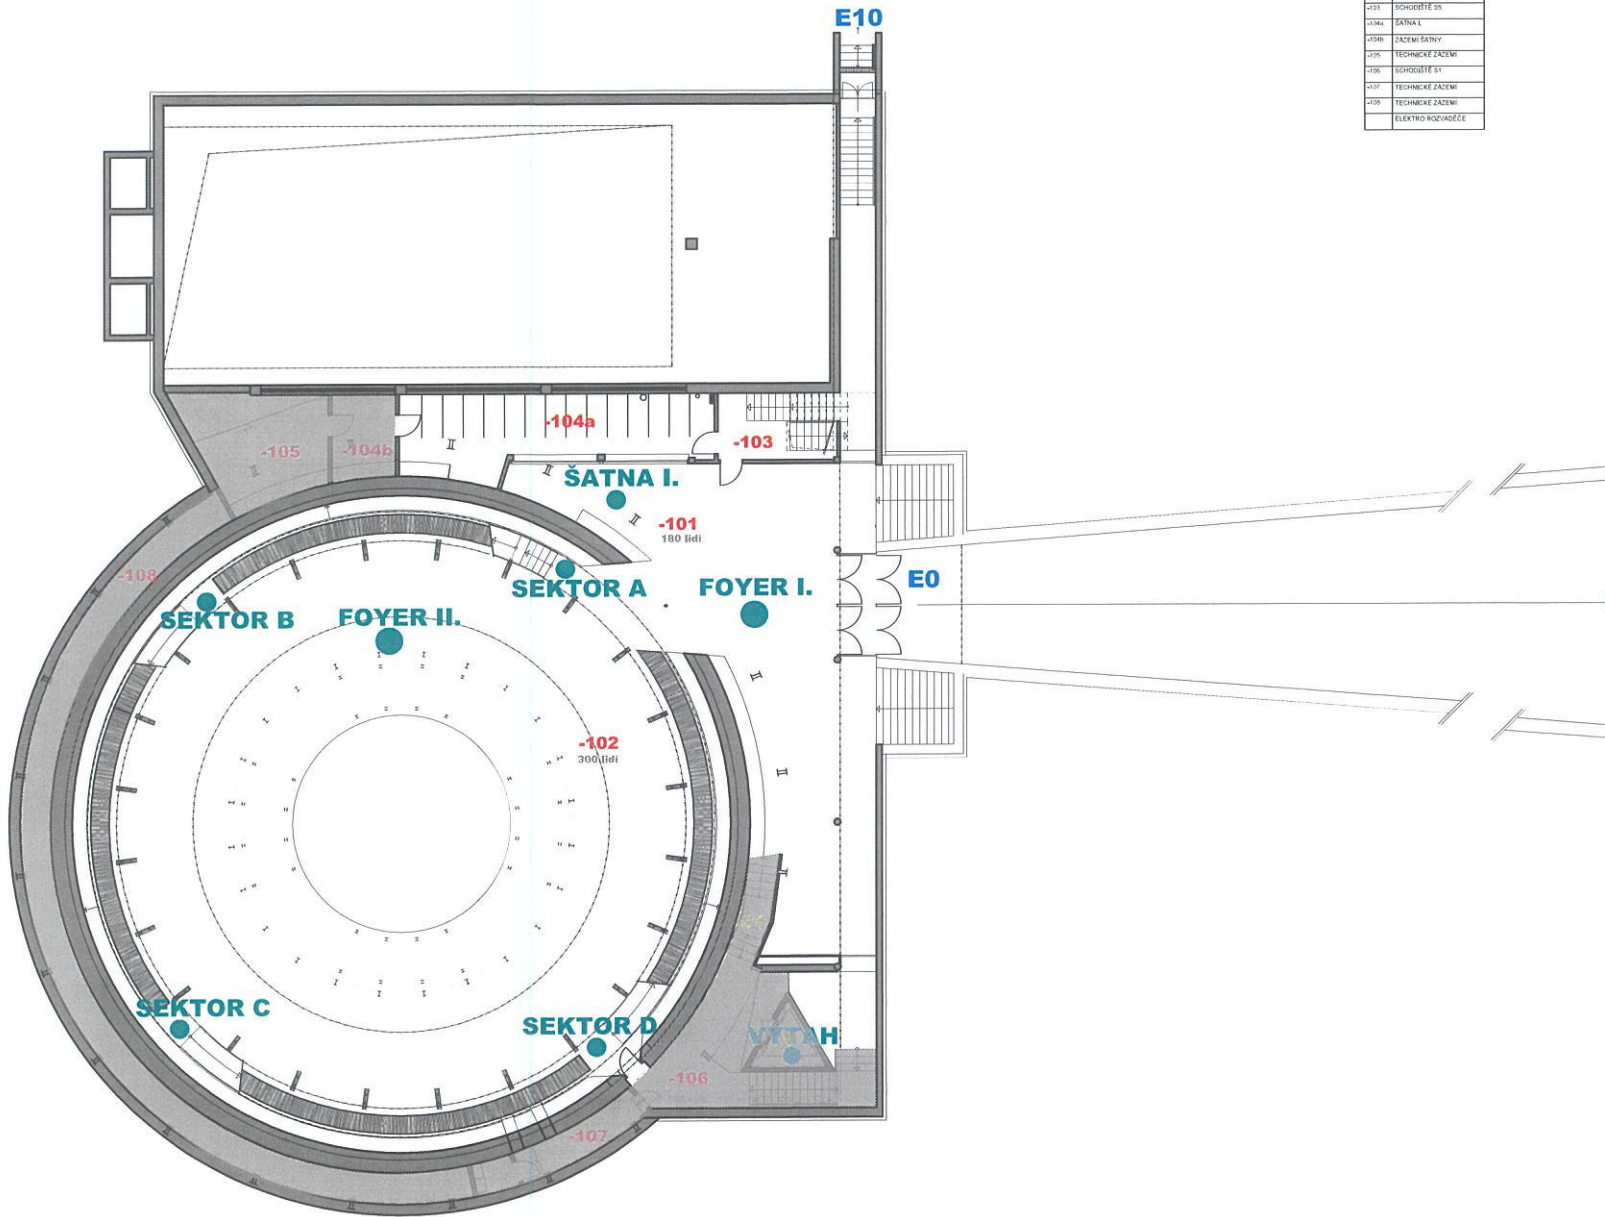 E10
-103 SCHODIŠTĚ S5
-104a ŠATNA I.
-104b ZÁZEMÍ ŠATNY
-105 TECHNICKÉ ZÁZEMÍ
-106 SCHODIŠTĚ S1
-107 TECHNICKÉ ZÁZEMÍ
-108 TECHNICKÉ ZÁZEMÍ
ELEKTRO ROZVADĚČE
-104a
-103
-105
-104b
ŠATNA I.
-101
180 lidí
-108
SEKTOR A
FOYER I.
E0
SEKTOR B
FOYER II.
-102
300 lidí
SEKTOR C
SEKTOR D
VÝTAH
-106
-107